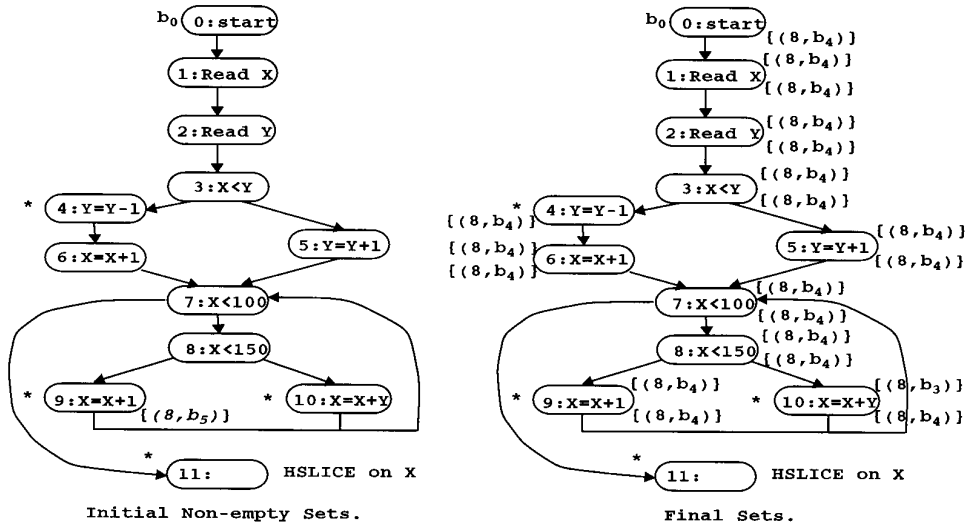 b0 0:start
1:Read X
2:Read Y
3:X<Y
* 4:Y=Y-1
5:Y=Y+1
6:X=X+1
7:X<100
8:X<150
* 9:X=X+1
[(8,b5)}
* 10:X=X+Y
* 11:
HSLICE on X
Initial Non-empty Sets.
b0 0:start
[(8,b4)}
[(8,b4)}
1:Read X
[(8,b4)}
[(8,b4)}
2:Read Y
[(8,b4)}
[(8,b4)}
3:X<Y
[(8,b4)}
* 4:Y=Y-1
[(8,b4)}
[(8,b4)}
5:Y=Y+1
[(8,b4)}
[(8,b4)}
6:X=X+1
[(8,b4)}
[(8,b4)}
7:X<100
[(8,b4)}
[(8,b4)}
8:X<150
[(8,b4)}
[(8,b4)}
* 9:X=X+1
[(8,b4)}
[(8,b3)}
* 10:X=X+Y
[(8,b4)}
* 11:
HSLICE on X
Final Sets.